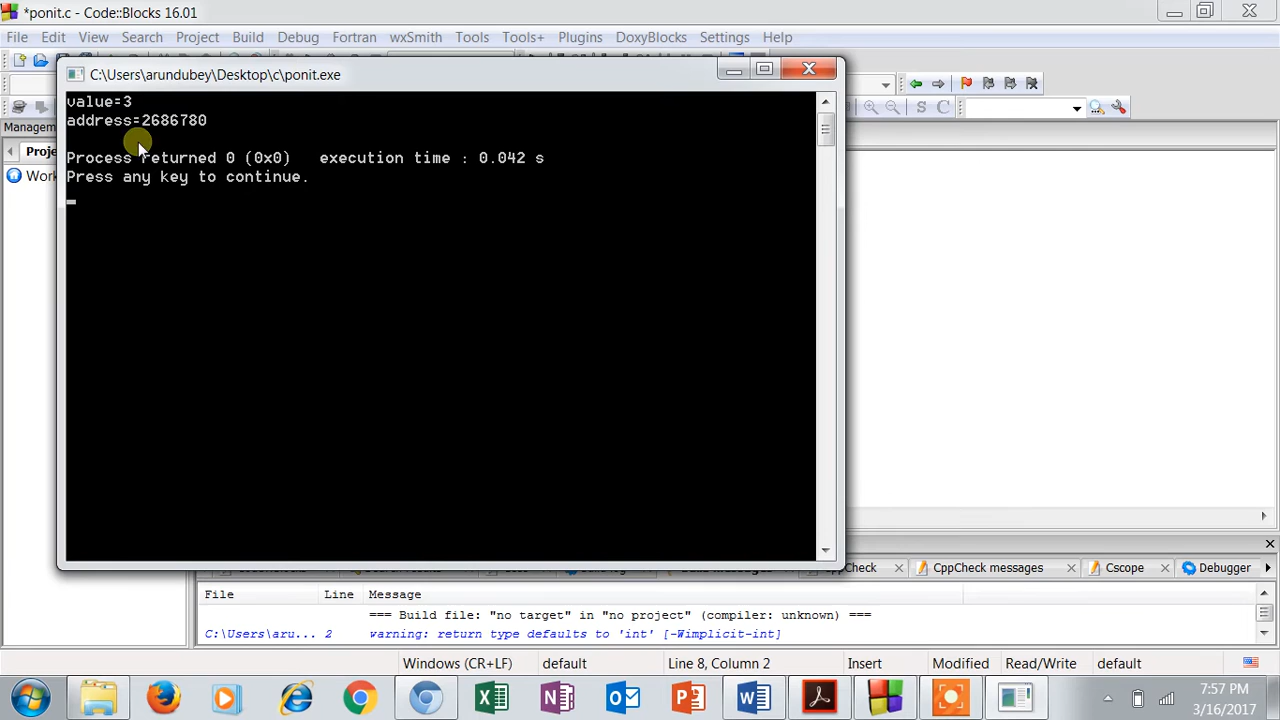 *ponit.c - Code::Blocks 16.01
File Edit View Search Project Build Debug Fortran wxSmith Tools Tools+ Plugins DoxyBlocks Settings Help
C:\Users\arundubey\Desktop\c\ponit.exe
value=3
address=2686780
Process returned 0 (0x0) execution time : 0.042 s
Press any key to continue.
S C
Managem
Proje
Work
Check CppCheck messages Cscope Debugger
File Line Message
=== Build file: "no target" in "no project" (compiler: unknown) ===
C:\Users\aru... 2 warning: return type defaults to 'int' [-Wimplicit-int]
Windows (CR+LF) default Line 8, Column 2 Insert Modified Read/Write default
7:57 PM
3/16/2017